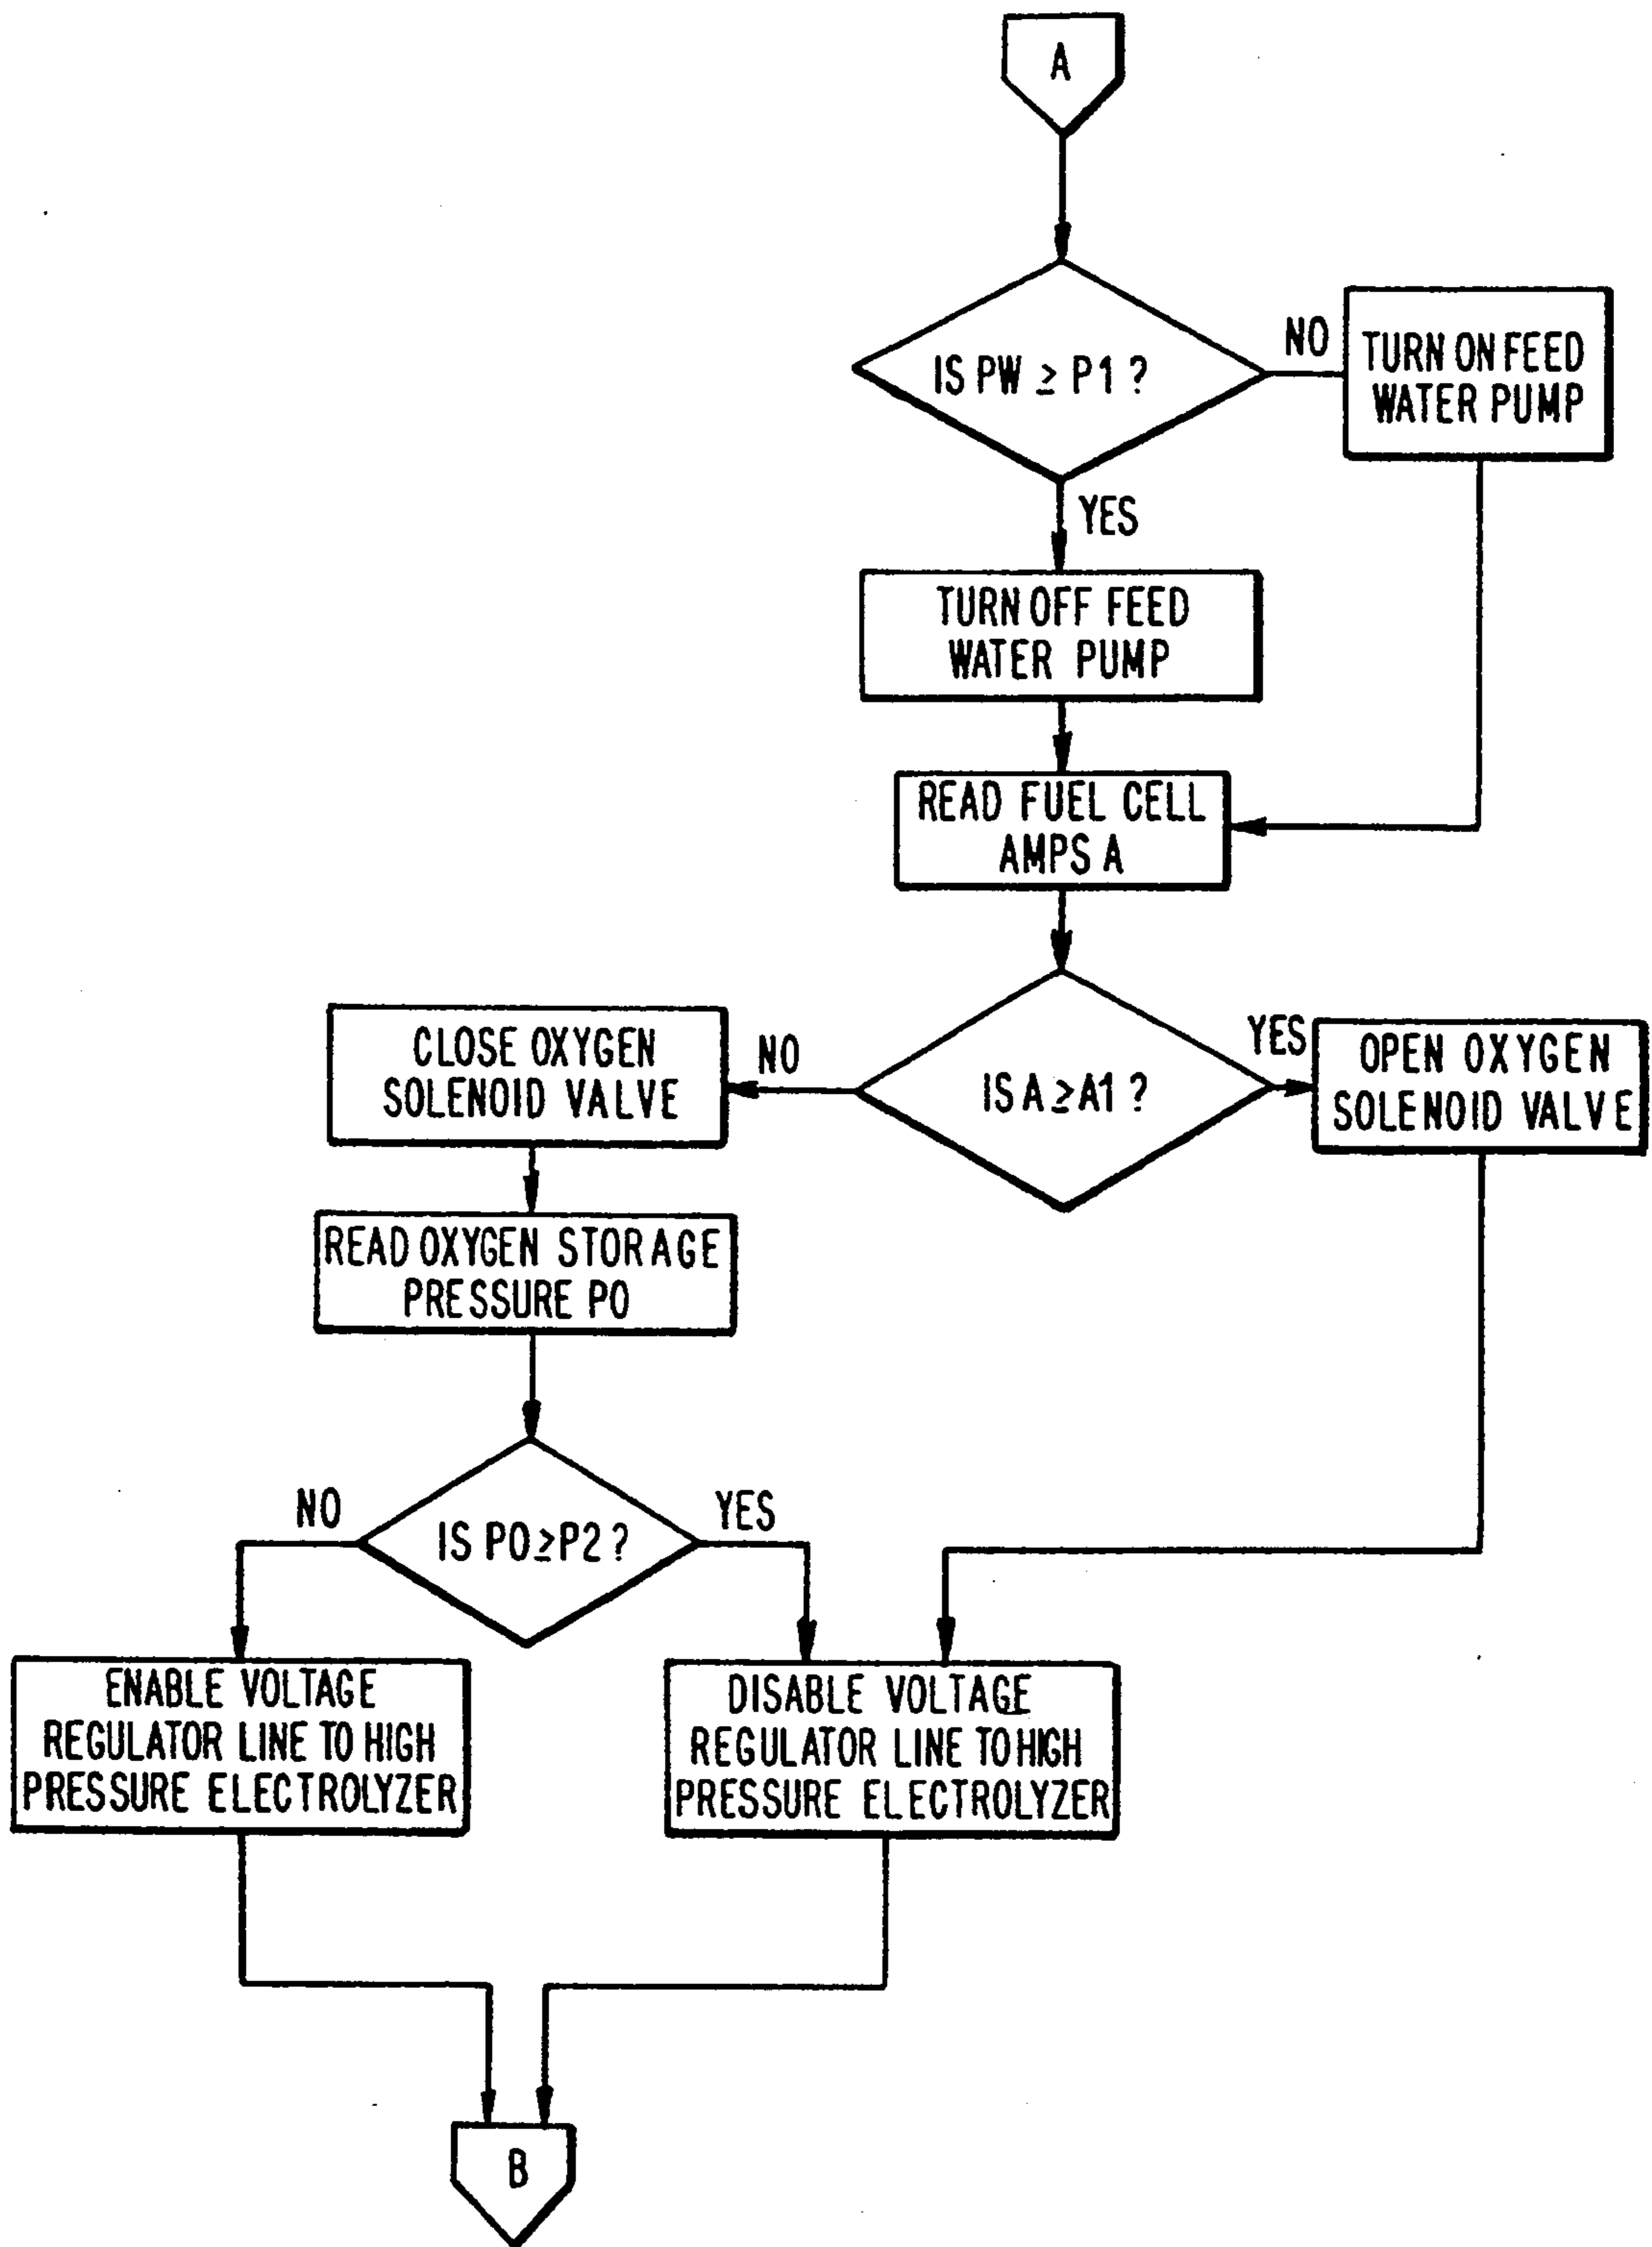 A
IS PW ≥ P1 ?
NO
TURN ON FEED
WATER PUMP
YES
TURN OFF FEED
WATER PUMP
READ FUEL CELL
AMPS A
CLOSE OXYGEN
SOLENOID VALVE
NO
IS A ≥ A1 ?
YES
OPEN OXYGEN
SOLENOID VALVE
READ OXYGEN STORAGE
PRESSURE PO
NO
IS PO ≥ P2 ?
YES
ENABLE VOLTAGE
REGULATOR LINE TO HIGH
PRESSURE ELECTROLYZER
DISABLE VOLTAGE
REGULATOR LINE TO HIGH
PRESSURE ELECTROLYZER
B